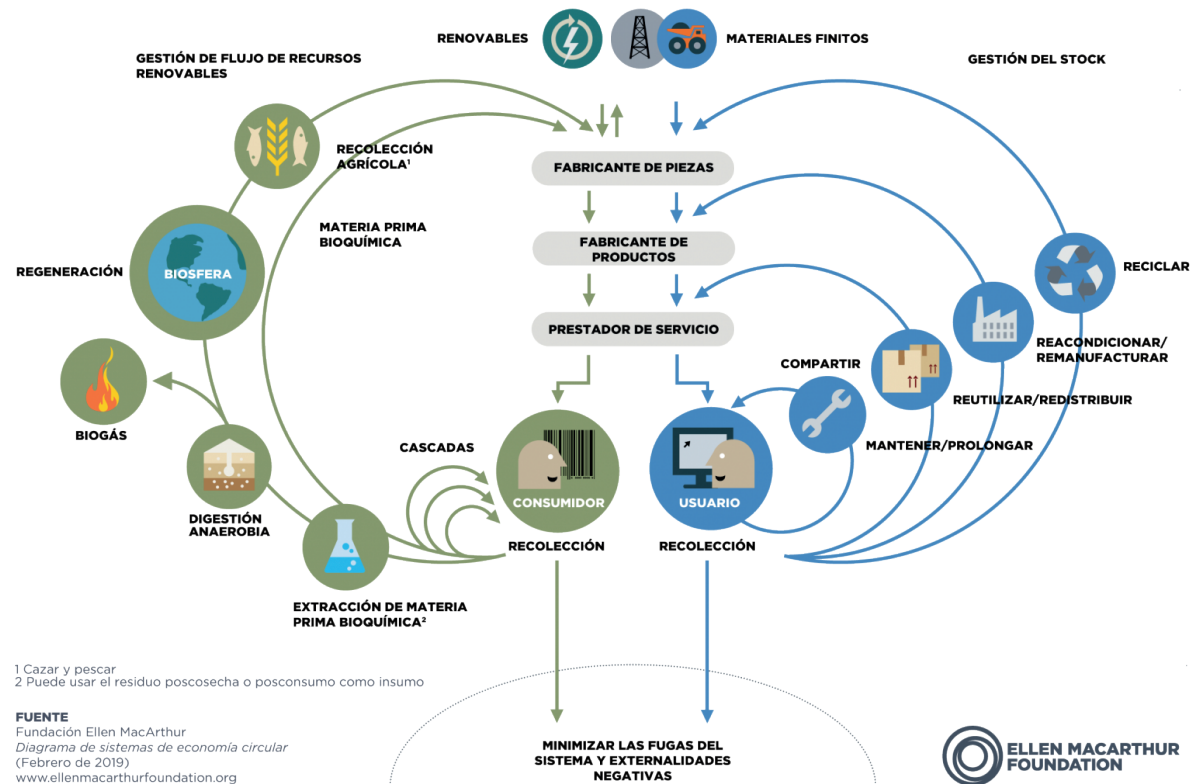 RENOVABLES
MATERIALES FINITOS
GESTIÓN DE FLUJO DE RECURSOS
RENOVABLES
GESTIÓN DEL STOCK
RECOLECCIÓN
AGRÍCOLA¹
FABRICANTE DE PIEZAS
MATERIA PRIMA
BIOQUÍMICA
FABRICANTE DE
PRODUCTOS
REGENERACIÓN
BIOSFERA
RECICLAR
PRESTADOR DE SERVICIO
REACONDICIONAR/
REMANUFACTURAR
COMPARTIR
REUTILIZAR/REDISTRIBUIR
BIOGÁS
CASCADAS
MANTENER/PROLONGAR
CONSUMIDOR
USUARIO
DIGESTIÓN
ANAEROBIA
RECOLECCIÓN
RECOLECCIÓN
EXTRACCIÓN DE MATERIA
PRIMA BIOQUÍMICA²
1 Cazar y pescar
2 Puede usar el residuo poscosecha o posconsumo como insumo
FUENTE
Fundación Ellen MacArthur
Diagrama de sistemas de economía circular
(Febrero de 2019)
www.ellenmacarthurfoundation.org
MINIMIZAR LAS FUGAS DEL
SISTEMA Y EXTERNALIDADES
NEGATIVAS
ELLEN MACARTHUR
FOUNDATION